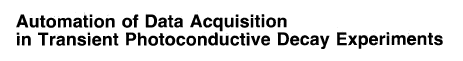 Automation of Data Acquisition
in Transient Photoconductive Decay Experiments